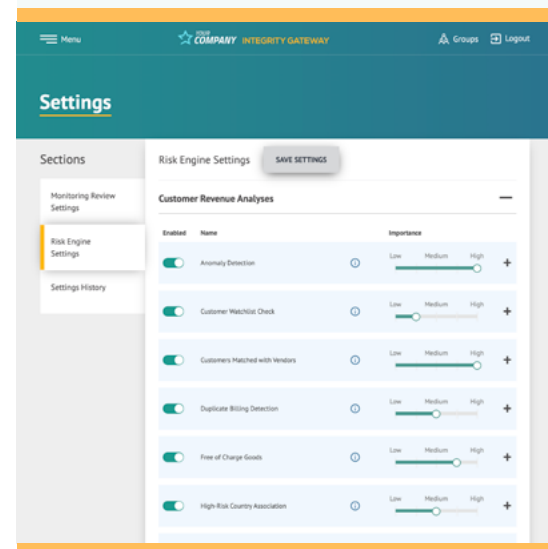 Menu
YOUR
COMPANY INTEGRITY GATEWAY
Groups
Logout
Settings
Sections
Monitoring Review
Settings
Risk Engine
Settings
Settings History
Risk Engine Settings
SAVE SETTINGS
Customer Revenue Analyses
Enabled Name Importance
Anomaly Detection
Low Medium High
Customer Watchlist Check
Low Medium High
Customers Matched with Vendors
Low Medium High
Duplicate Billing Detection
Low Medium High
Free of Charge Goods
Low Medium High
High-Risk Country Association
Low Medium High